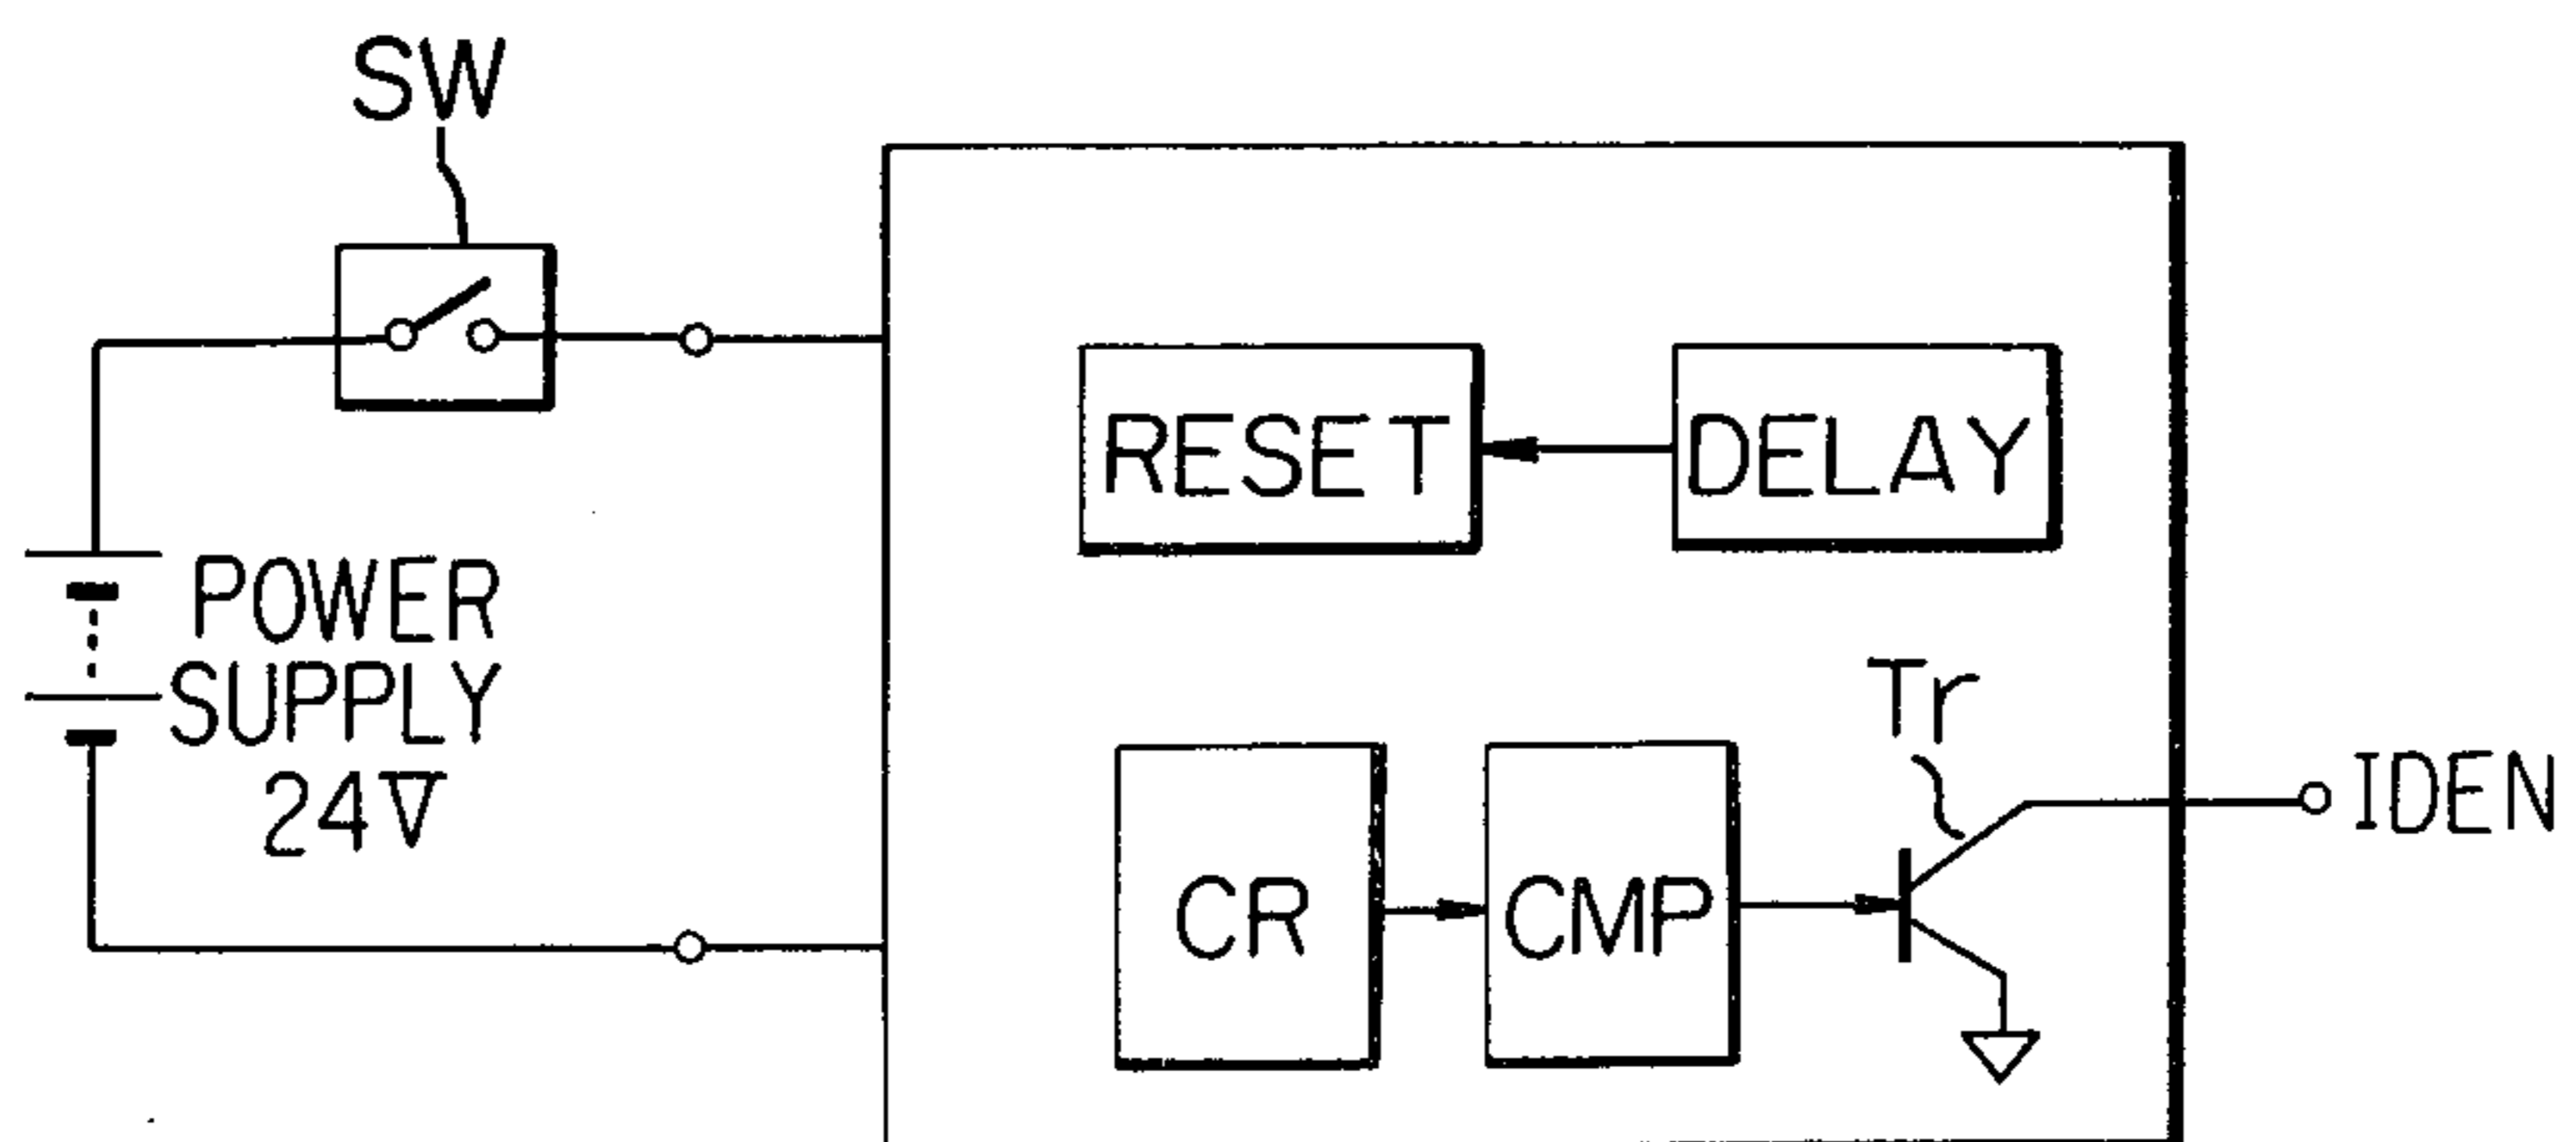 SW
RESET
DELAY
POWER
SUPPLY
24V
Tr
IDEN
CR
CMP